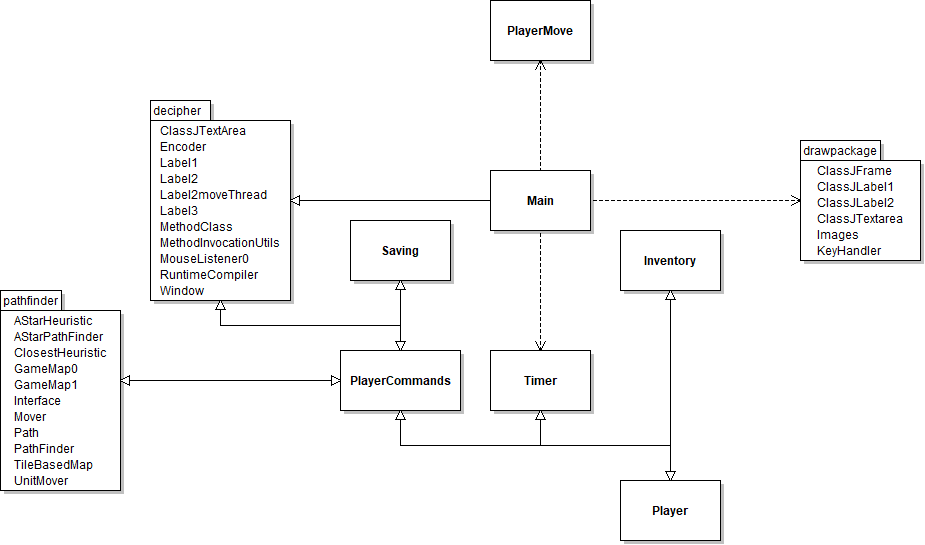 PlayerMove
decipher
ClassJTextArea
Encoder
Label1
Label2
Label2moveThread
Label3
MethodClass
MethodInvocationUtils
MouseListener0
RuntimeCompiler
Window
drawpackage
ClassJFrame
ClassJLabel1
ClassJLabel2
ClassJTextarea
Images
KeyHandler
Main
Saving
Inventory
pathfinder
AStarHeuristic
AStarPathFinder
ClosestHeuristic
GameMap0
GameMap1
Interface
Mover
Path
PathFinder
TileBasedMap
UnitMover
PlayerCommands
Timer
Player